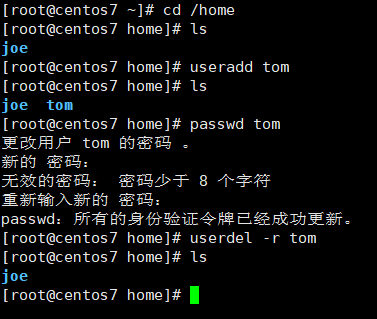 [root@centos7 ~]# cd /home
[root@centos7 home]# ls
joe
[root@centos7 home]# useradd tom
[root@centos7 home]# ls
joe  tom
[root@centos7 home]# passwd tom
更改用户 tom 的密码 。
新的 密码：
无效的密码： 密码少于 8 个字符
重新输入新的 密码：
passwd：所有的身份验证令牌已经成功更新。
[root@centos7 home]# userdel -r tom
[root@centos7 home]# ls
joe
[root@centos7 home]#